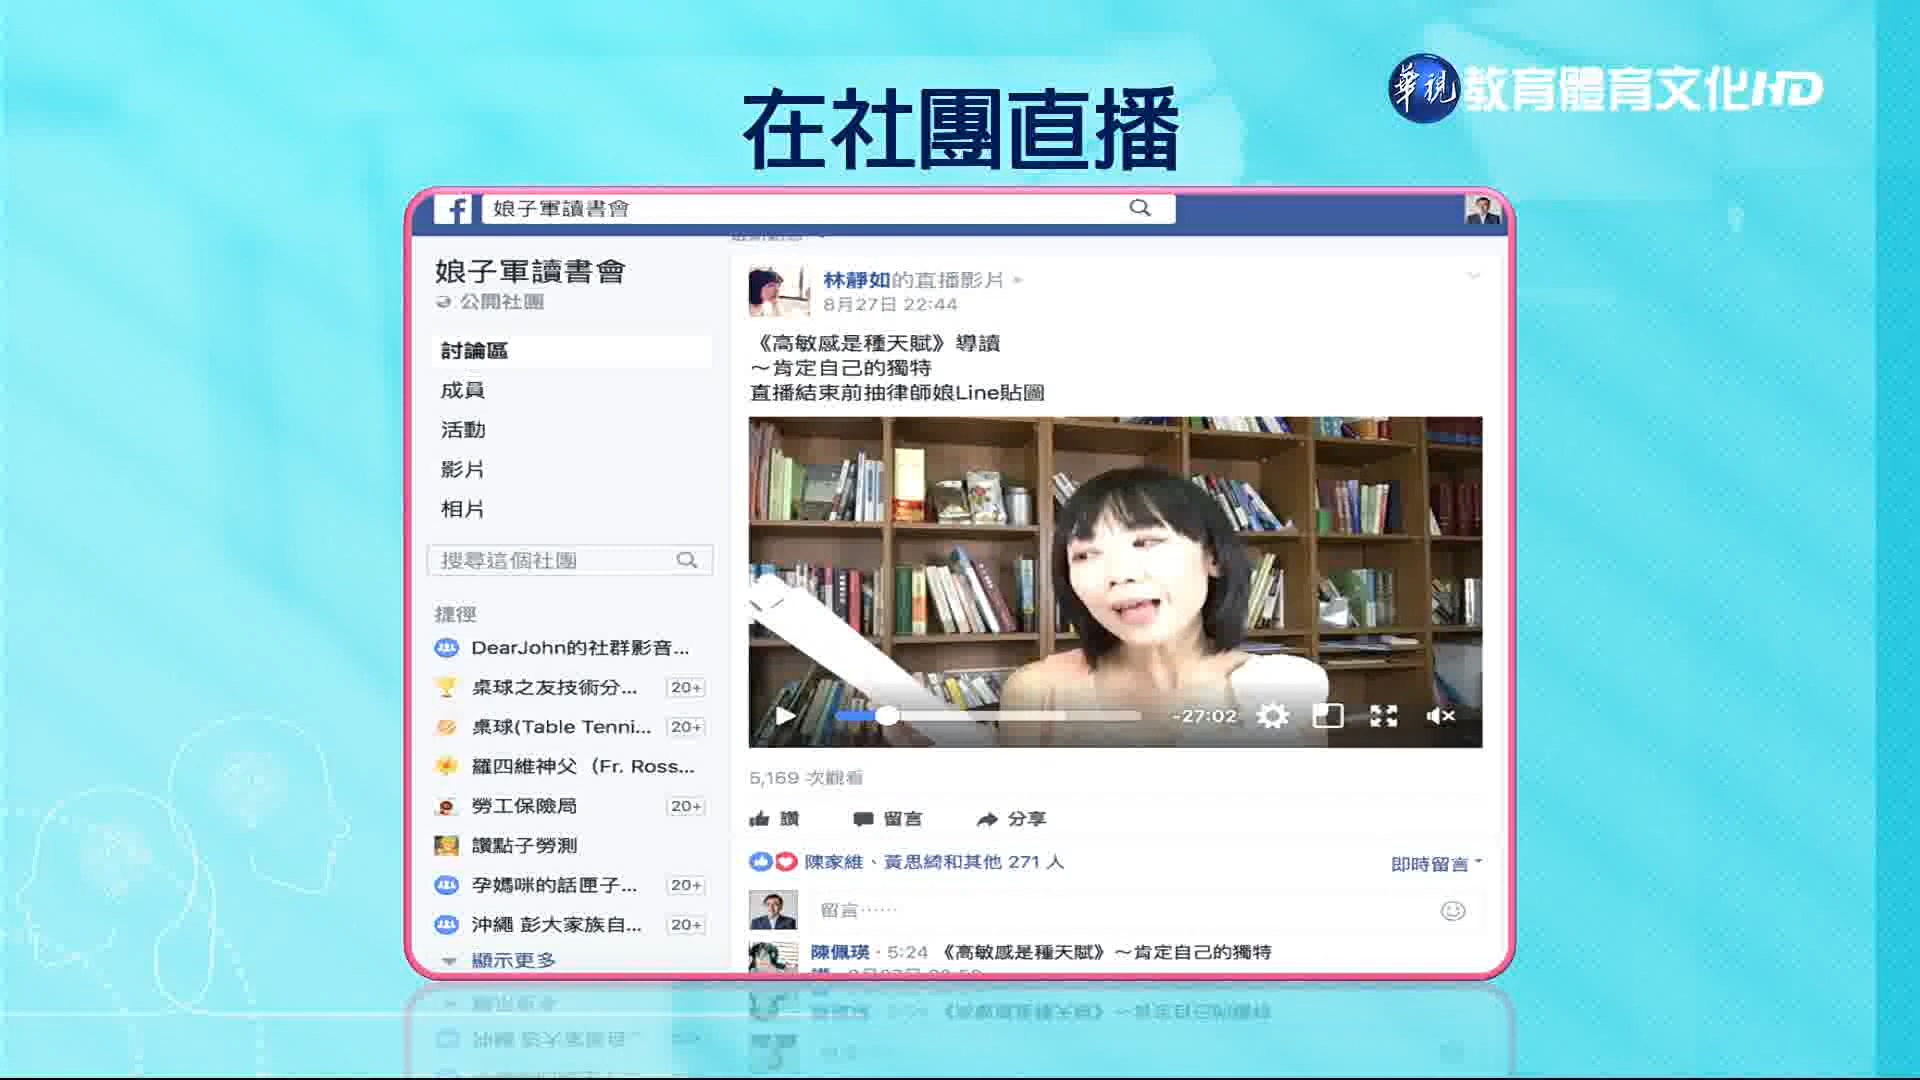 華視 教育體育文化HD
在社團直播
娘子軍讀書會
娘子軍讀書會
公開社團
討論區
成員
活動
影片
相片
搜尋這個社團
捷徑
DearJohn的社群影音...
桌球之友技術分... 20+
桌球(Table Tenni... 20+
羅四維神父（Fr. Ross...
勞工保險局 20+
讚點子勞測
孕媽咪的話匣子... 20+
沖繩 彭大家族自... 20+
顯示更多
林靜如的直播影片
8月27日 22:44
《高敏感是種天賦》導讀
～肯定自己的獨特
直播結束前抽律師娘Line貼圖
-27:02
5,169 次觀看
讚 留言 分享
陳家維、黃思綺和其他 271 人
即時留言
留言……
陳佩瑛 · 5:24 《高敏感是種天賦》～肯定自己的獨特